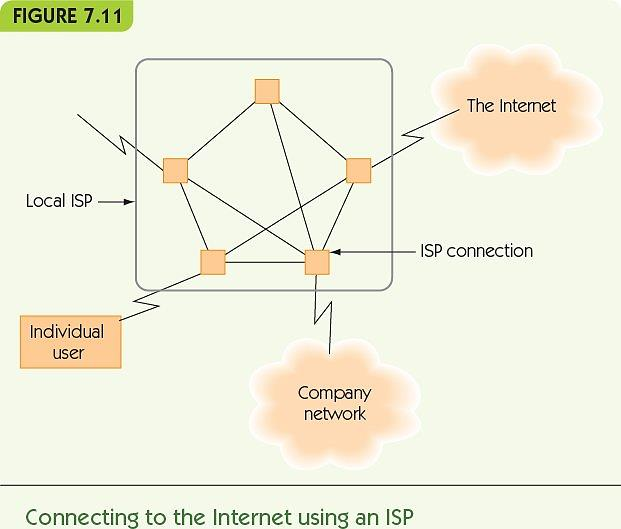 FIGURE 7.11
The Internet
Local ISP
ISP connection
Individual
user
Company
network
Connecting to the Internet using an ISP